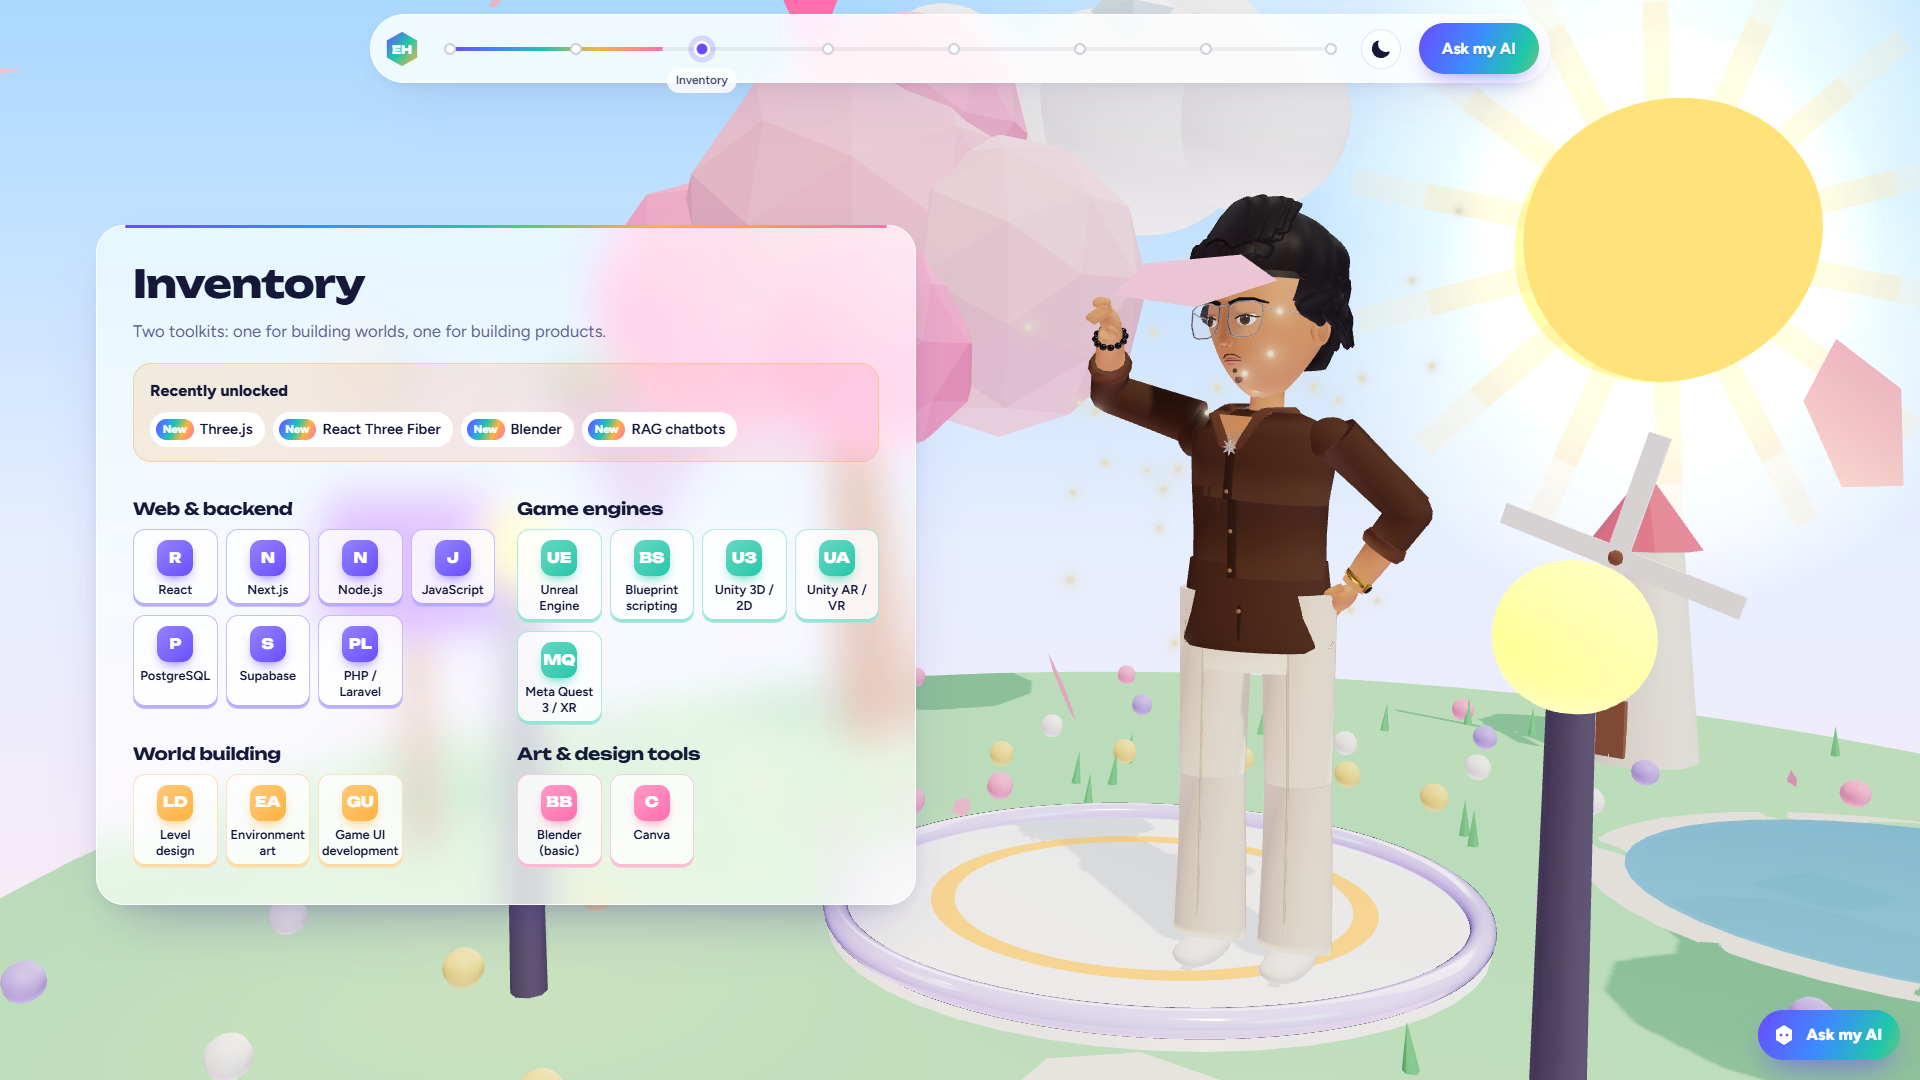 EH
Ask my AI
Inventory
Inventory
Two toolkits: one for building worlds, one for building products.
Recently unlocked
New Three.js
New React Three Fiber
New Blender
New RAG chatbots
Web & backend
R
React
N
Next.js
N
Node.js
J
JavaScript
P
PostgreSQL
S
Supabase
PL
PHP /
Laravel
Game engines
UE
Unreal
Engine
BS
Blueprint
scripting
U3
Unity 3D /
2D
UA
Unity AR /
VR
MQ
Meta Quest
3 / XR
World building
LD
Level
design
EA
Environment
art
GU
Game UI
development
Art & design tools
BB
Blender
(basic)
C
Canva
Ask my AI